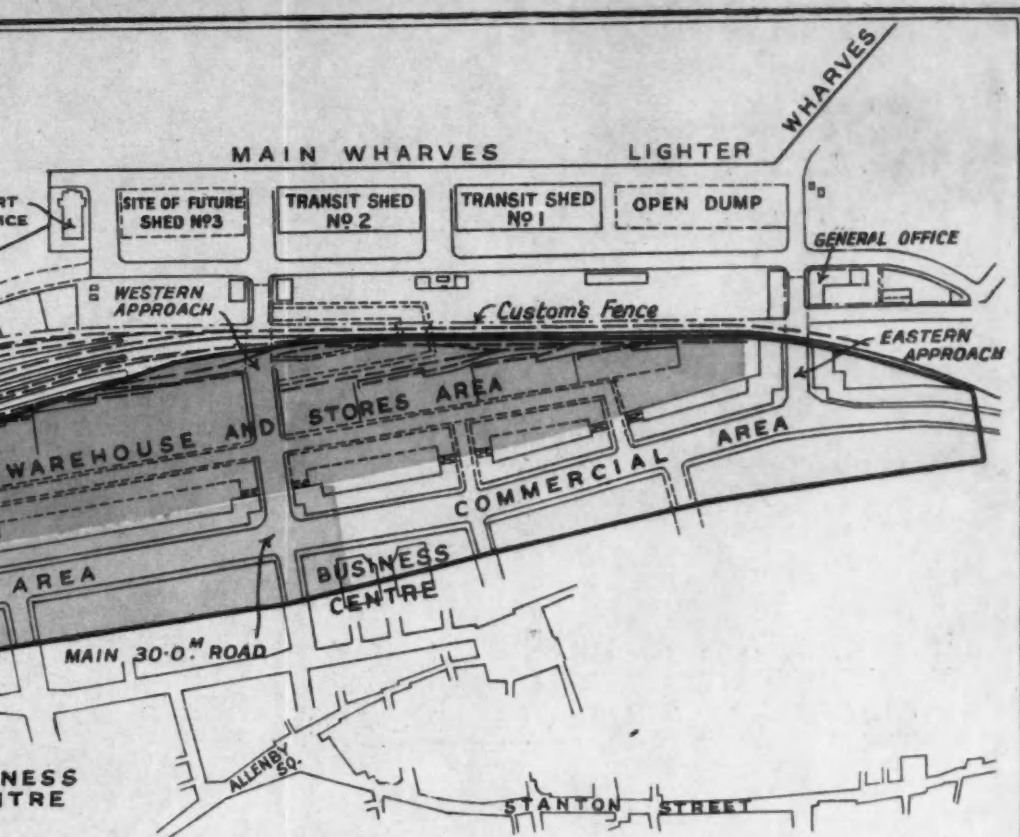 WHARVES
MAIN WHARVES
LIGHTER
RT
ICE
SITE OF FUTURE
SHED Nº3
TRANSIT SHED
Nº 2
TRANSIT SHED
Nº 1
OPEN DUMP
GENERAL OFFICE
WESTERN
APPROACH
Custom's Fence
EASTERN
APPROACH
WAREHOUSE AND STORES AREA
COMMERCIAL AREA
AREA
BUSINESS
CENTRE
MAIN 30·0.M ROAD
NESS
TRE
ALLENBY
SQ.
STANTON STREET